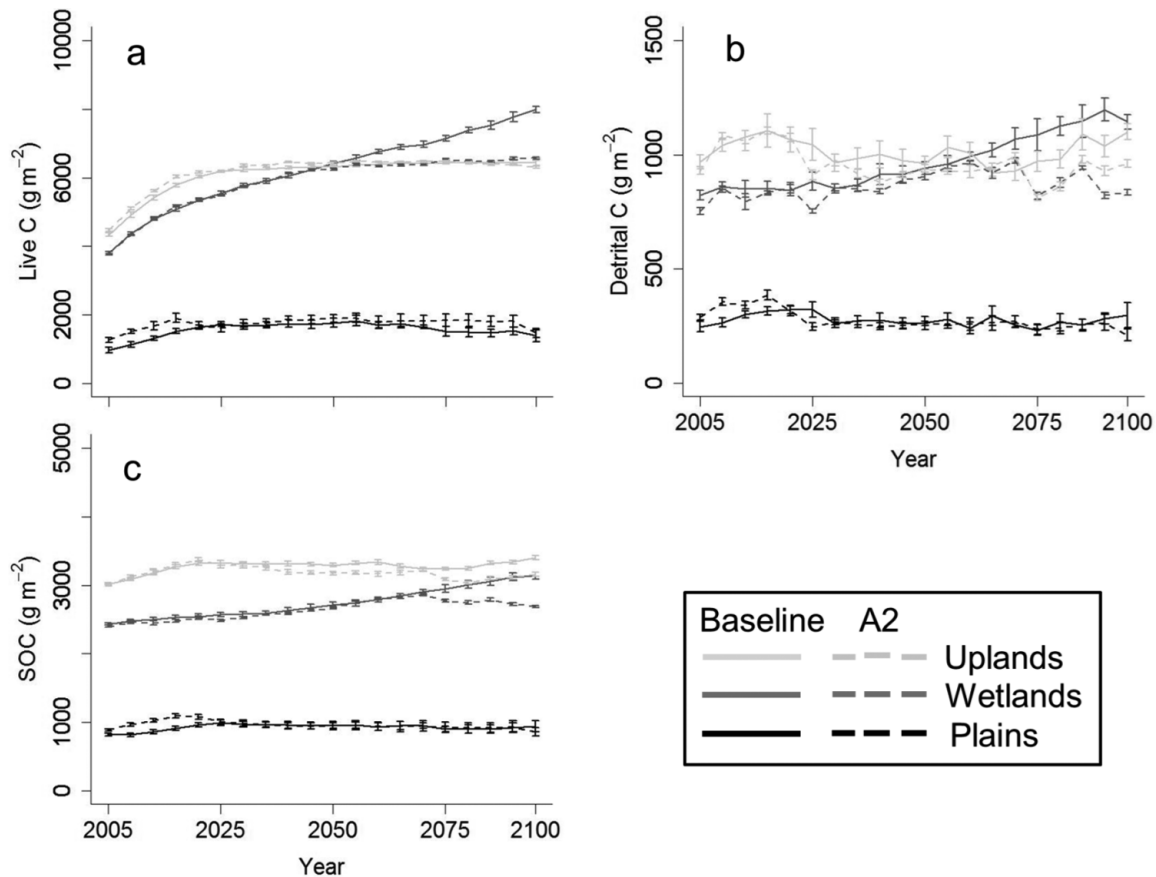 a
10000
6000
2000
0
Live C (g m⁻²)
b
1500
1000
500
0
Detrital C (g m⁻²)
2005 2025 2050 2075 2100
Year
c
5000
3000
1000
0
SOC (g m⁻²)
2005 2025 2050 2075 2100
Year
Baseline A2
Uplands
Wetlands
Plains